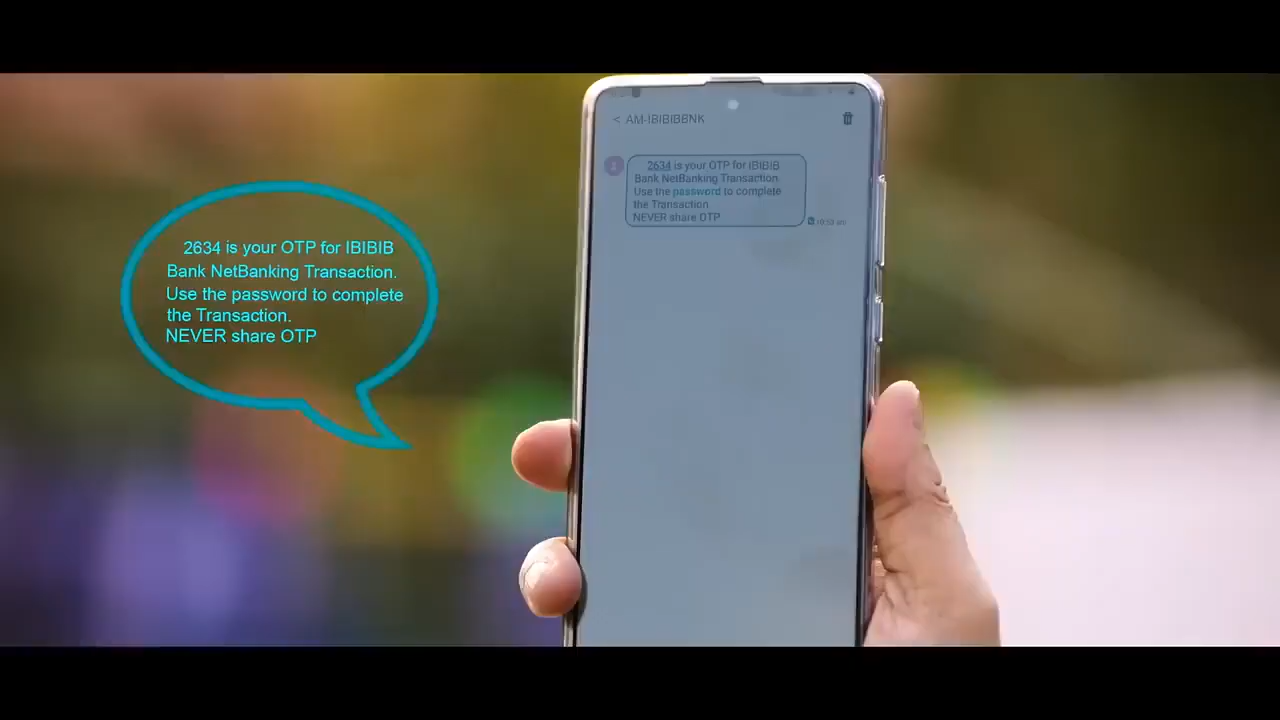 2634 is your OTP for IBIBIB
Bank NetBanking Transaction.
Use the password to complete
the Transaction.
NEVER share OTP
< AM-IBIBIBBNK
2634 is your OTP for IBIBIB
Bank NetBanking Transaction.
Use the password to complete
the Transaction.
NEVER share OTP